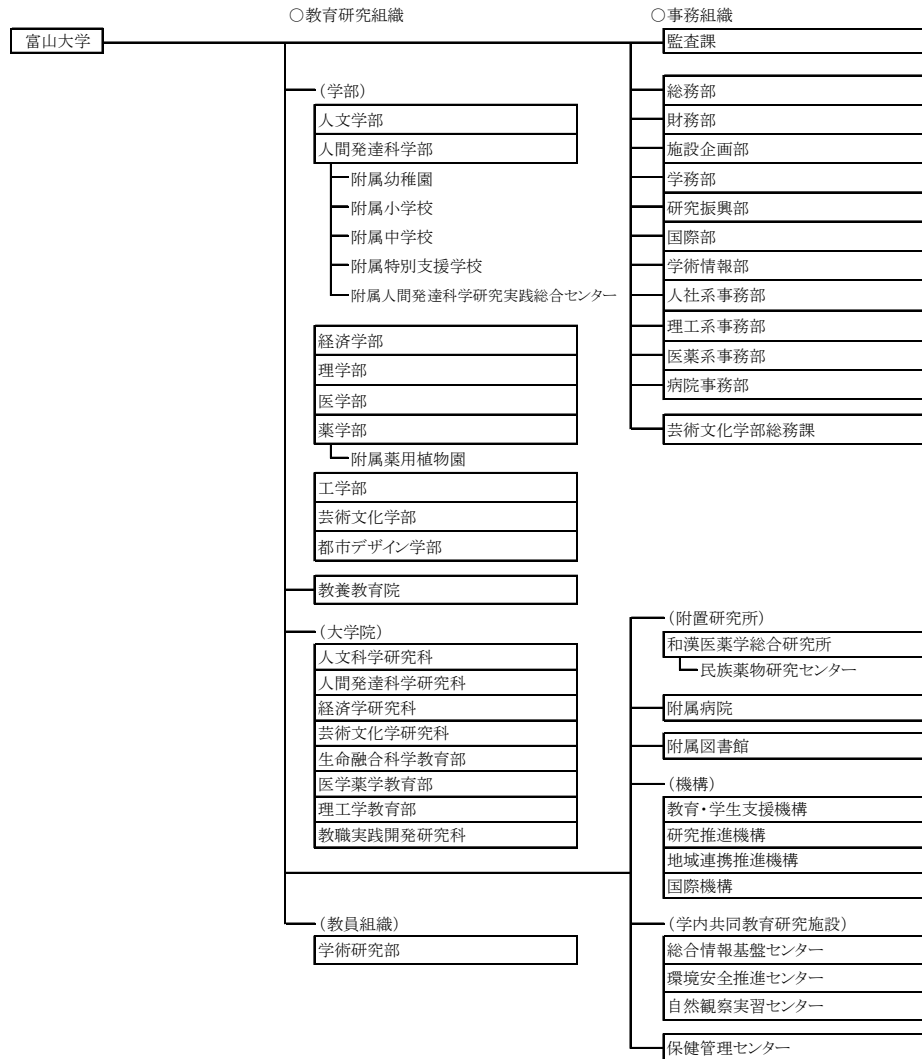 ○教育研究組織
○事務組織
富山大学
監査課
(学部)
人文学部
人間発達科学部
附属幼稚園
附属小学校
附属中学校
附属特別支援学校
附属人間発達科学研究実践総合センター
経済学部
理学部
医学部
薬学部
附属薬用植物園
工学部
芸術文化学部
都市デザイン学部
教養教育院
(大学院)
人文科学研究科
人間発達科学研究科
経済学研究科
芸術文化学研究科
生命融合科学教育部
医学薬学教育部
理工学教育部
教職実践開発研究科
(教員組織)
学術研究部
総務部
財務部
施設企画部
学務部
研究振興部
国際部
学術情報部
人社系事務部
理工系事務部
医薬系事務部
病院事務部
芸術文化学部総務課
(附置研究所)
和漢医薬学総合研究所
民族薬物研究センター
附属病院
附属図書館
(機構)
教育・学生支援機構
研究推進機構
地域連携推進機構
国際機構
(学内共同教育研究施設)
総合情報基盤センター
環境安全推進センター
自然観察実習センター
保健管理センター